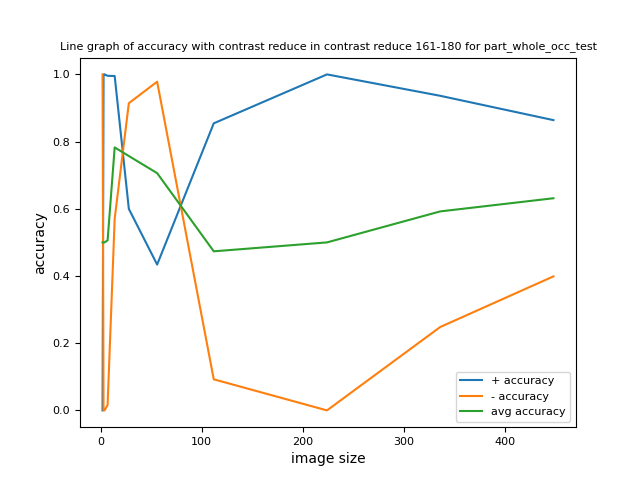 Line graph of accuracy with contrast reduce in contrast reduce 161-180 for part_whole_occ_test
1.0
0.8
0.6
0.4
0.2
0.0
accuracy
0 100 200 300 400
image size
+ accuracy
- accuracy
avg accuracy